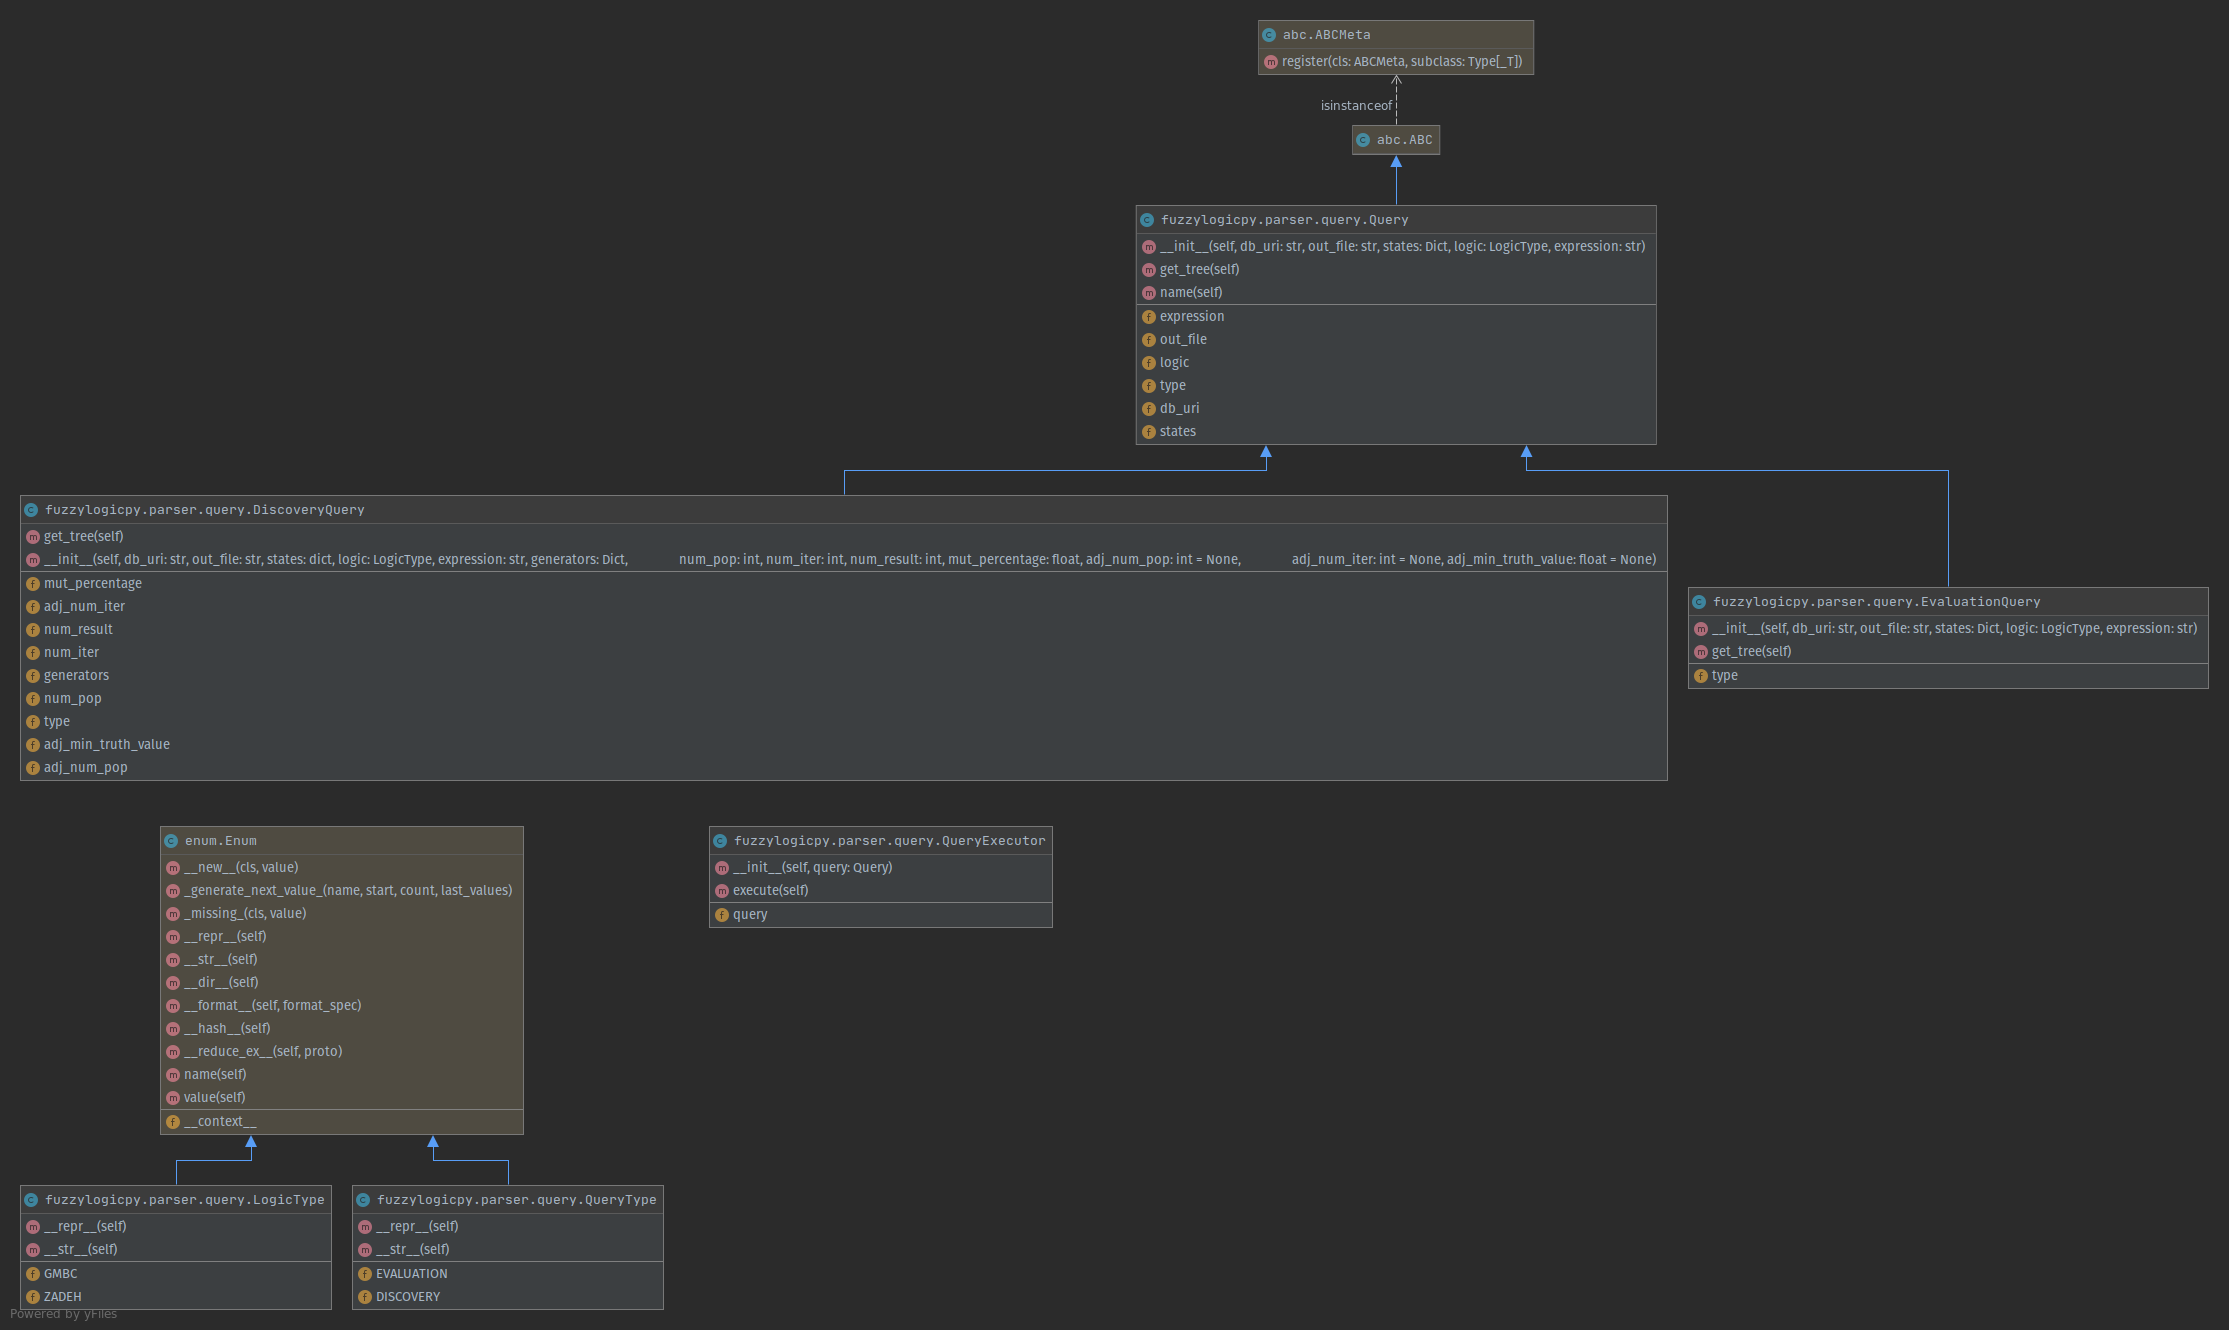 abc.ABCMeta
register(cls: ABCMeta, subclass: Type[_T])
isinstanceof
abc.ABC
fuzzylogicpy.parser.query.Query
__init__(self, db_uri: str, out_file: str, states: Dict, logic: LogicType, expression: str)
get_tree(self)
name(self)
expression
out_file
logic
type
db_uri
states
fuzzylogicpy.parser.query.DiscoveryQuery
get_tree(self)
__init__(self, db_uri: str, out_file: str, states: dict, logic: LogicType, expression: str, generators: Dict, num_pop: int, num_iter: int, num_result: int, mut_percentage: float, adj_num_pop: int = None, adj_num_iter: int = None, adj_min_truth_value: float = None)
mut_percentage
adj_num_iter
num_result
num_iter
generators
num_pop
type
adj_min_truth_value
adj_num_pop
fuzzylogicpy.parser.query.EvaluationQuery
__init__(self, db_uri: str, out_file: str, states: Dict, logic: LogicType, expression: str)
get_tree(self)
type
enum.Enum
__new__(cls, value)
_generate_next_value_(name, start, count, last_values)
_missing_(cls, value)
__repr__(self)
__str__(self)
__dir__(self)
__format__(self, format_spec)
__hash__(self)
__reduce_ex__(self, proto)
name(self)
value(self)
__context__
fuzzylogicpy.parser.query.QueryExecutor
__init__(self, query: Query)
execute(self)
query
fuzzylogicpy.parser.query.LogicType
__repr__(self)
__str__(self)
GMBC
ZADEH
fuzzylogicpy.parser.query.QueryType
__repr__(self)
__str__(self)
EVALUATION
DISCOVERY
Powered by yFiles